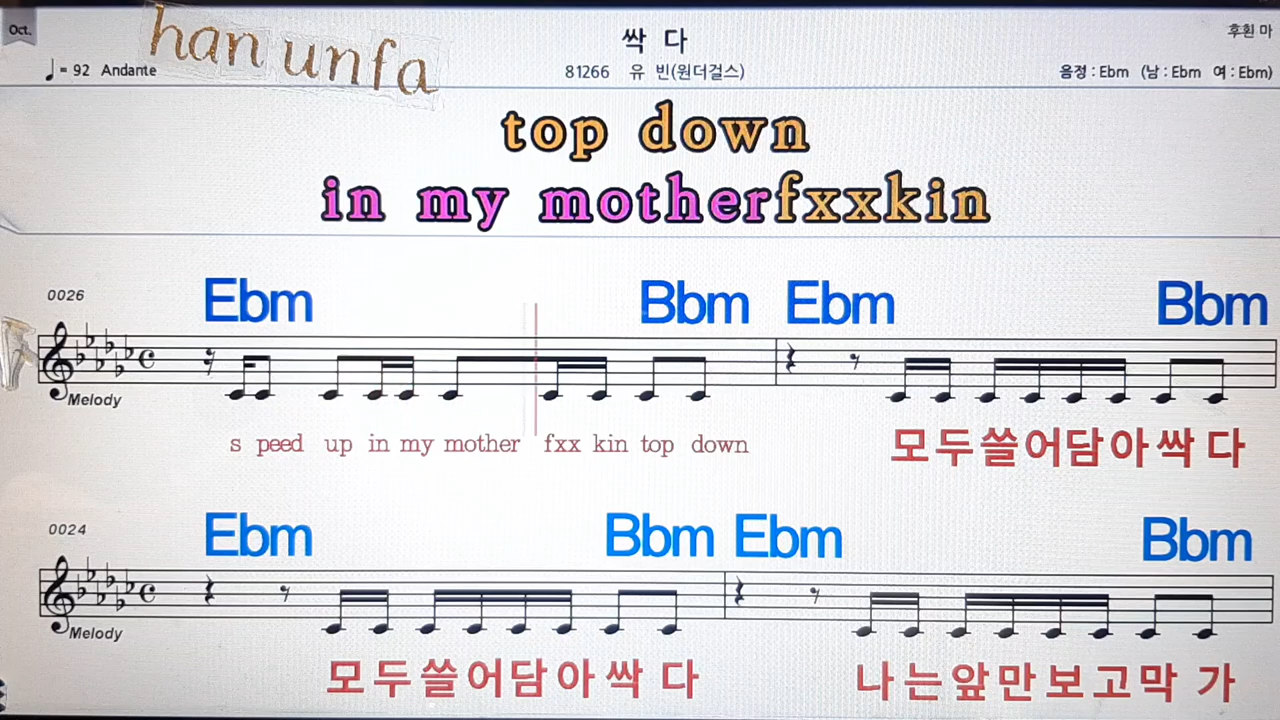 Oct.
han unfa
싹 다
후휜 마
♩= 92 Andante
81266 유 빈(원더걸스)
음정 : Ebm (남 : Ebm 여 : Ebm)
top down
in my motherfxxkin
0026
Ebm Bbm Ebm Bbm
Melody
s peed up in my mother fxx kin top down 모두쓸어담아싹 다
0024
Ebm Bbm Ebm Bbm
Melody
모두쓸어담아싹 다 나는앞만보고막 가